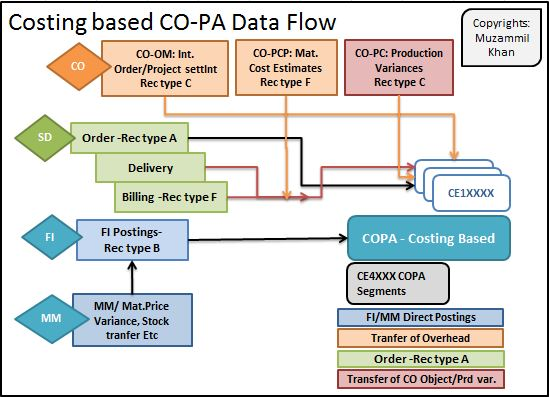 Costing based CO-PA Data Flow
Copyrights:
Muzammil
Khan
CO
CO-OM: Int.
Order/Project settlnt
Rec type C
CO-PCP: Mat.
Cost Estimates
Rec type F
CO-PC: Production
Variances
Rec type C
SD
Order -Rec type A
Delivery
Billing -Rec type F
CE1XXXX
FI
FI Postings-
Rec type B
COPA - Costing Based
CE4XXX COPA
Segments
MM
MM/ Mat.Price
Variance, Stock
tranfer Etc
FI/MM Direct Postings
Tranfer of Overhead
Order -Rec type A
Transfer of CO Object/Prd var.